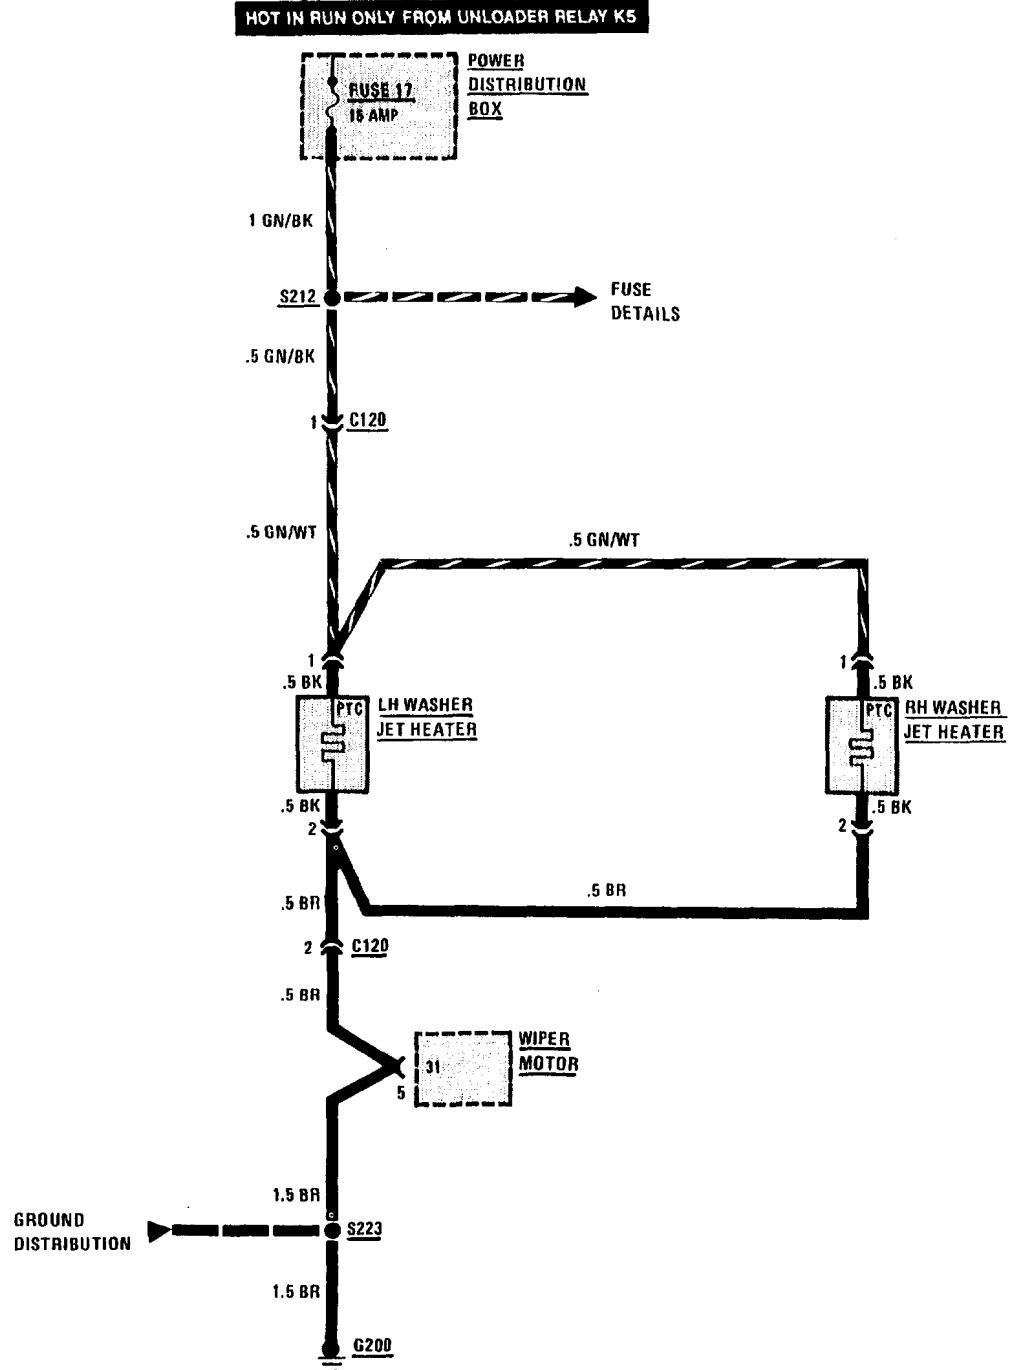 HOT IN RUN ONLY FROM UNLOADER RELAY K5
POWER
DISTRIBUTION
BOX
FUSE 17
15 AMP
1 GN/BK
S212
FUSE
DETAILS
.5 GN/BK
1
C120
.5 GN/WT
.5 GN/WT
1
1
.5 BK
.5 BK
PTC
LH WASHER
JET HEATER
PTC
RH WASHER
JET HEATER
.5 BK
.5 BK
2
2
.5 BR
.5 BR
2
C120
.5 BR
WIPER
MOTOR
31
5
1.5 BR
GROUND
DISTRIBUTION
S223
1.5 BR
G200